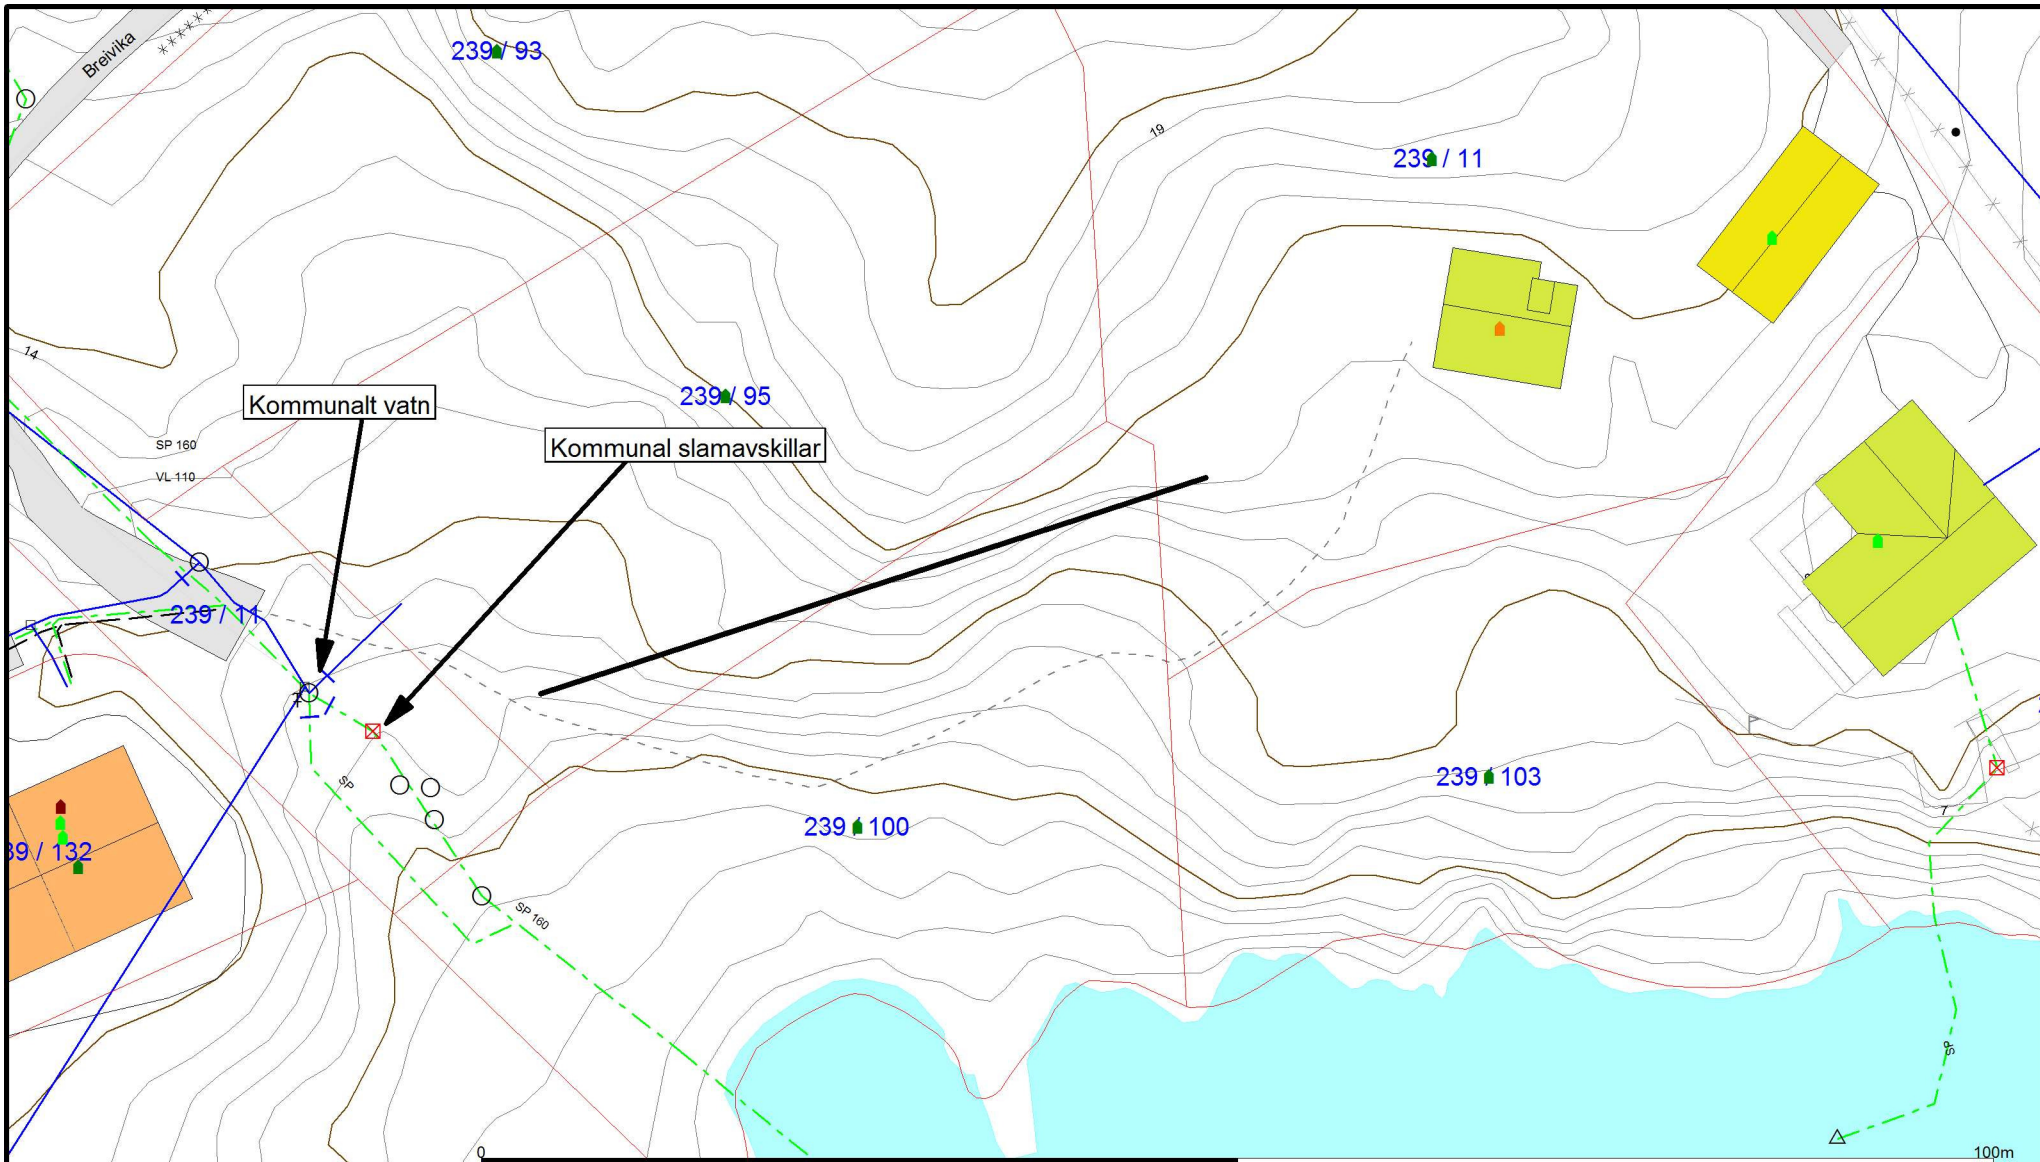 Breivika
239 / 93
19
239 / 11
14
Kommunalt vatn
239 / 95
Kommunal slamavskillar
SP 160
VL 110
239 / 11
SP
239 / 103
7
239 / 100
39 / 132
SP 160
SP
0
100m